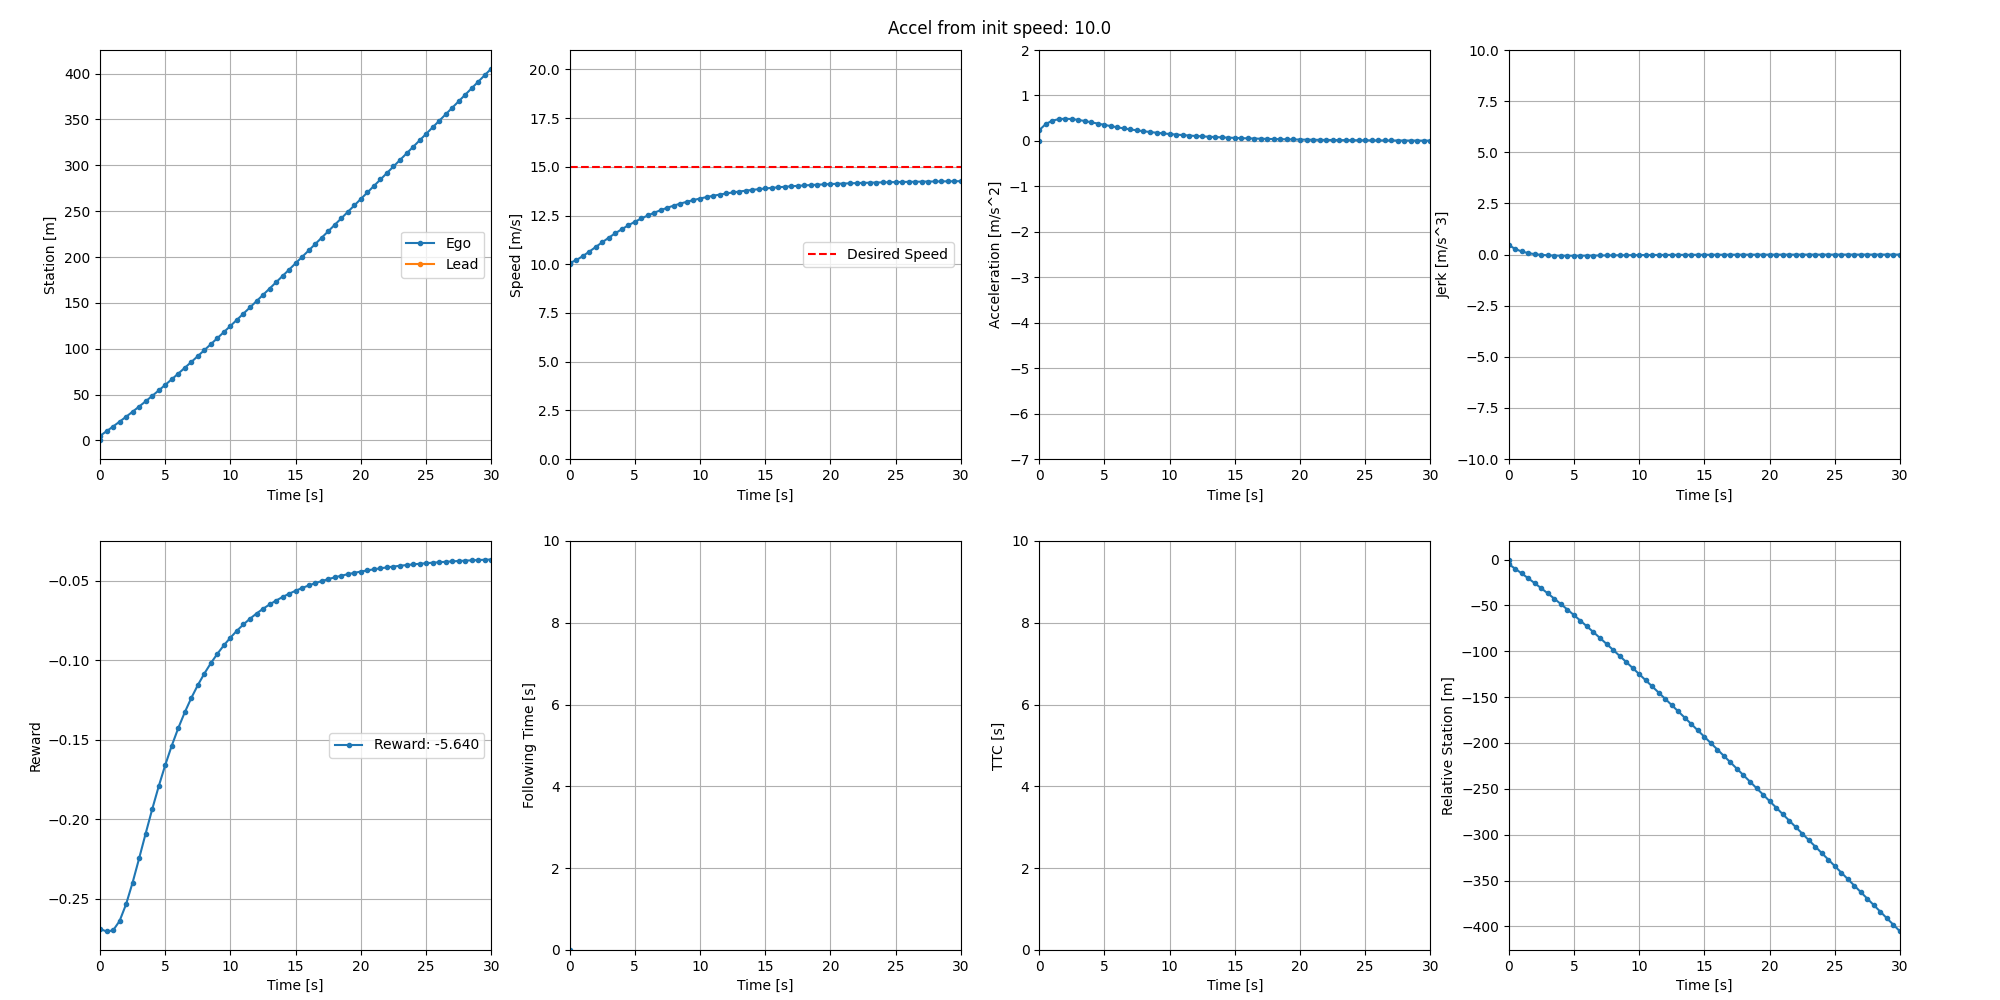 Accel from init speed: 10.0
Station [m]
400
350
300
250
200
150
100
50
0
Ego
Lead
0 5 10 15 20 25 30
Time [s]
Speed [m/s]
20.0
17.5
15.0
12.5
10.0
7.5
5.0
2.5
0.0
Desired Speed
0 5 10 15 20 25 30
Time [s]
Acceleration [m/s^2]
2
1
0
−1
−2
−3
−4
−5
−6
−7
0 5 10 15 20 25 30
Time [s]
Jerk [m/s^3]
10.0
7.5
5.0
2.5
0.0
−2.5
−5.0
−7.5
−10.0
0 5 10 15 20 25 30
Time [s]
Reward
−0.05
−0.10
−0.15
−0.20
−0.25
Reward: -5.640
0 5 10 15 20 25 30
Time [s]
Following Time [s]
10
8
6
4
2
0
0 5 10 15 20 25 30
Time [s]
TTC [s]
10
8
6
4
2
0
0 5 10 15 20 25 30
Time [s]
Relative Station [m]
0
−50
−100
−150
−200
−250
−300
−350
−400
0 5 10 15 20 25 30
Time [s]